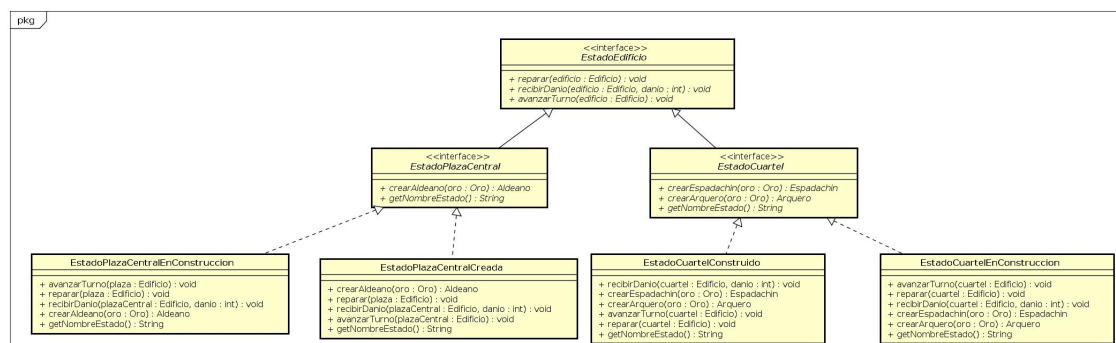 pkg
<<interface>>
EstadoEdificio
+ reparar(edificio : Edificio) : void
+ recibirDanio(edificio : Edificio, danio : int) : void
+ avanzarTurno(edificio : Edificio) : void
<<interface>>
EstadoPlazaCentral
+ crearAldeano(oro : Oro) : Aldeano
+ getNombreEstado() : String
<<interface>>
EstadoCuartel
+ crearEspadachin(oro : Oro) : Espadachin
+ crearArquero(oro : Oro) : Arquero
+ getNombreEstado() : String
EstadoPlazaCentralEnConstruccion
+ avanzarTurno(plaza : Edificio) : void
+ reparar(plaza : Edificio) : void
+ recibirDanio(plazaCentral : Edificio, danio : int) : void
+ crearAldeano(oro : Oro) : Aldeano
+ getNombreEstado() : String
EstadoPlazaCentralCreada
+ crearAldeano(oro : Oro) : Aldeano
+ reparar(plaza : Edificio) : void
+ recibirDanio(plazaCentral : Edificio, danio : int) : void
+ avanzarTurno(plazaCentral : Edificio) : void
+ getNombreEstado() : String
EstadoCuartelConstruido
+ recibirDanio(cuartel : Edificio, danio : int) : void
+ crearEspadachin(oro : Oro) : Espadachin
+ crearArquero(oro : Oro) : Arquero
+ avanzarTurno(cuartel : Edificio) : void
+ reparar(cuartel : Edificio) : void
+ getNombreEstado() : String
EstadoCuartelEnConstruccion
+ avanzarTurno(cuartel : Edificio) : void
+ reparar(cuartel : Edificio) : void
+ recibirDanio(cuartel : Edificio, danio : int) : void
+ crearEspadachin(oro : Oro) : Espadachin
+ crearArquero(oro : Oro) : Arquero
+ getNombreEstado() : String